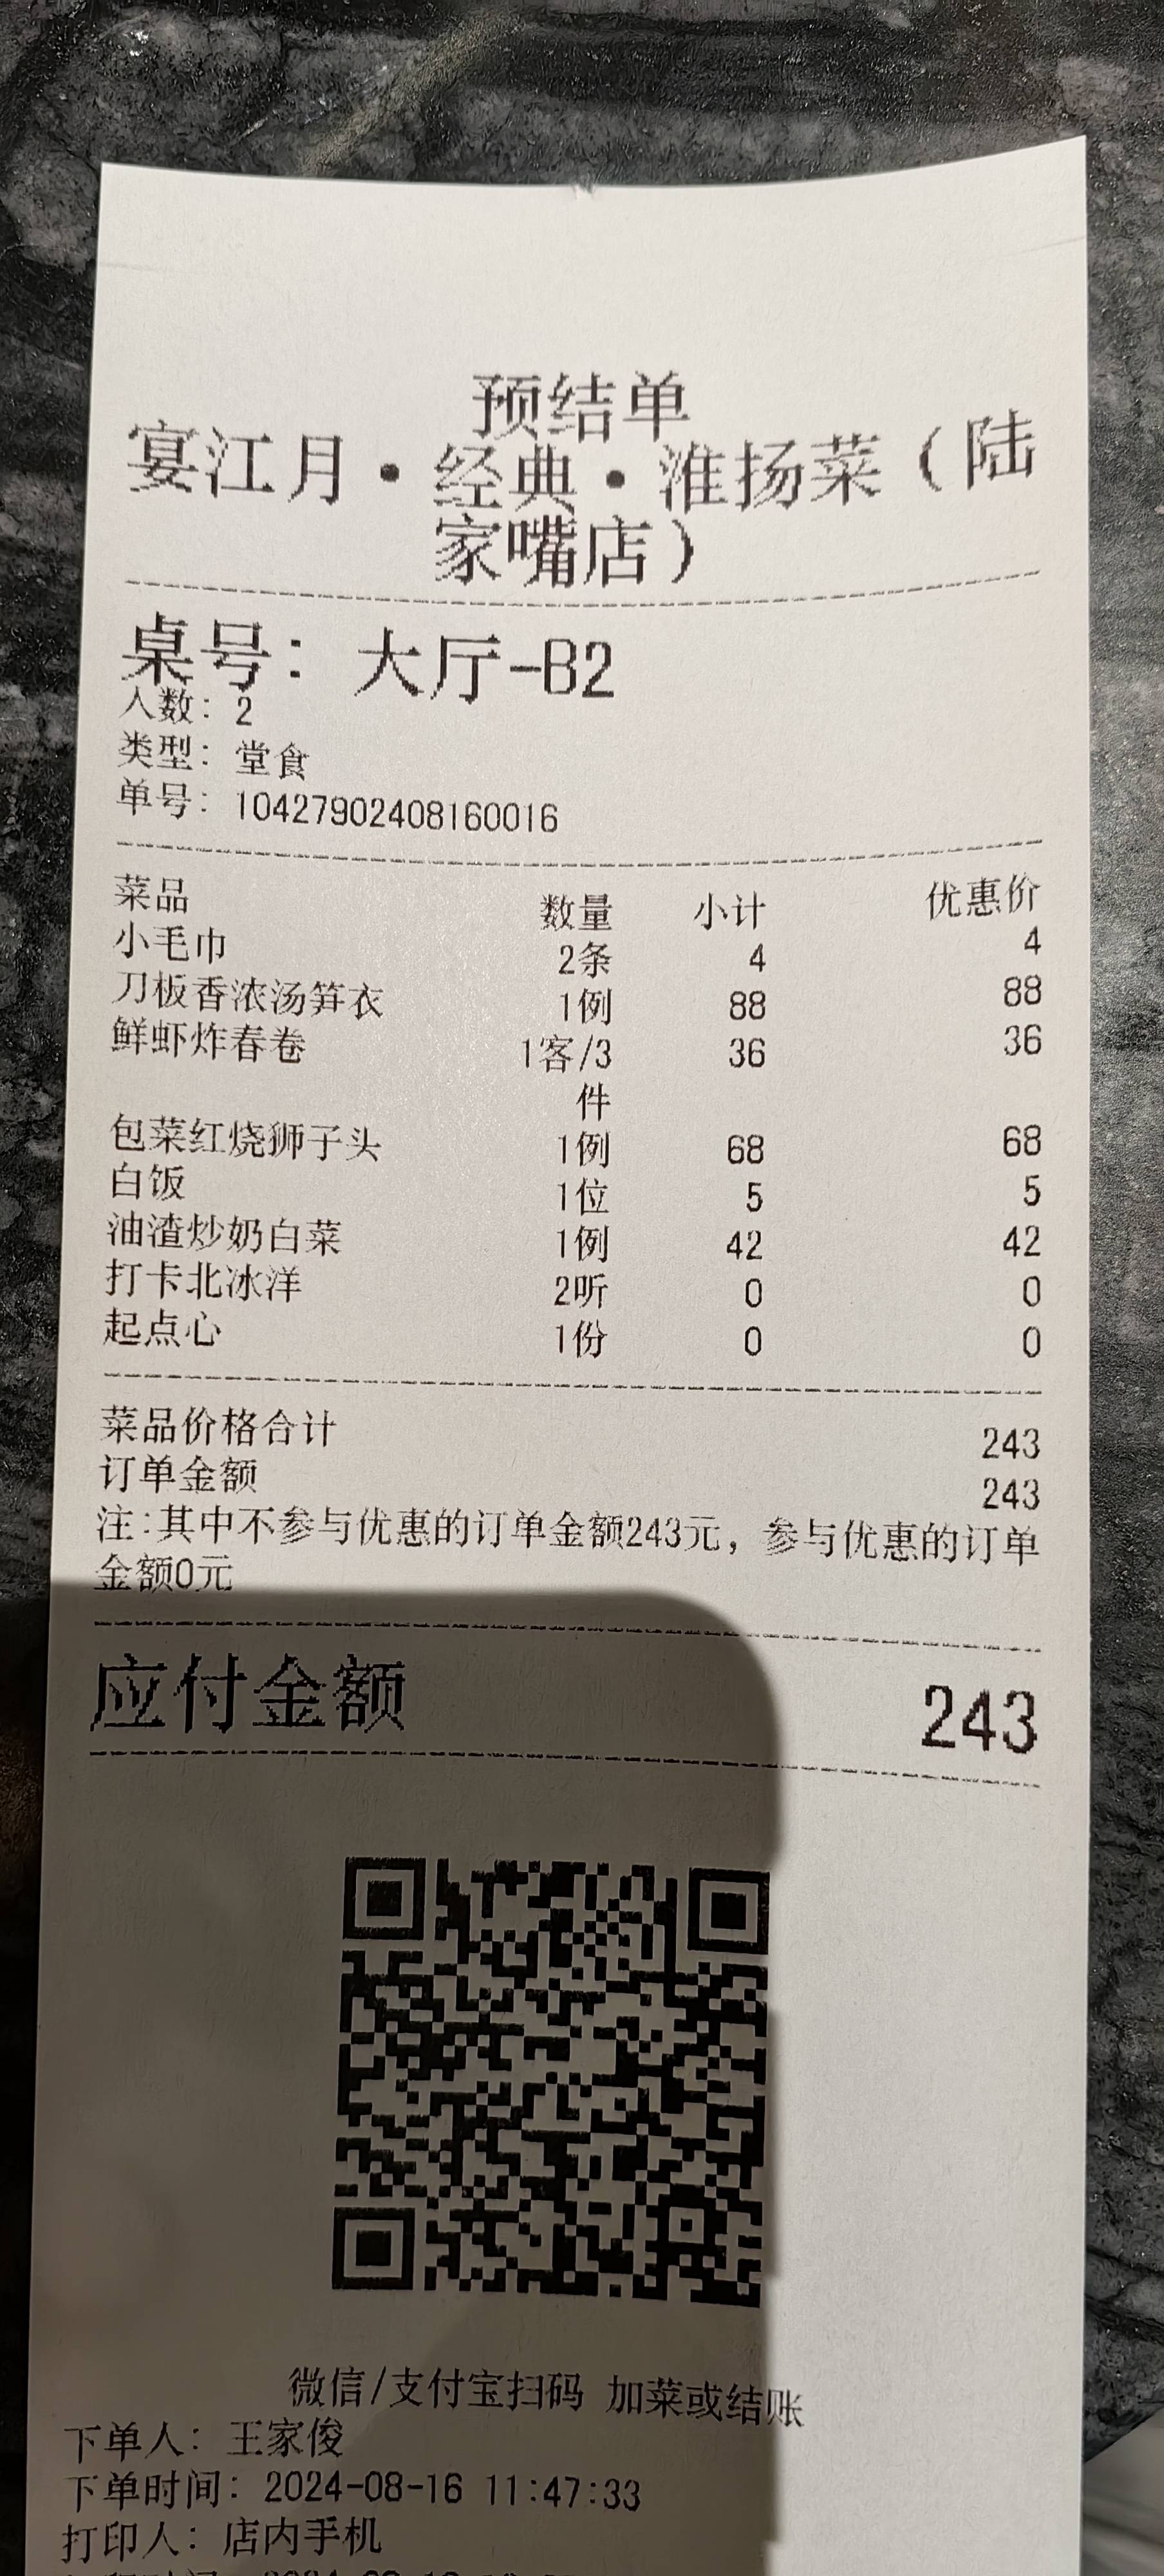 预结单
宴江月·经典·淮扬菜（陆
家嘴店）
桌号：大厅-B2
人数：2
类型：堂食
单号：10427902408160016
菜品 数量 小计 优惠价
小毛巾 2条 4 4
刀板香浓汤笋衣 1例 88 88
鲜虾炸春卷 1客/3 36 36
件
包菜红烧狮子头 1例 68 68
白饭 1位 5 5
油渣炒奶白菜 1例 42 42
打卡北冰洋 2听 0 0
起点心 1份 0 0
菜品价格合计 243
订单金额 243
注:其中不参与优惠的订单金额243元，参与优惠的订单
金额0元
应付金额 243
微信/支付宝扫码 加菜或结账
下单人：王家俊
下单时间：2024-08-16 11:47:33
打印人：店内手机